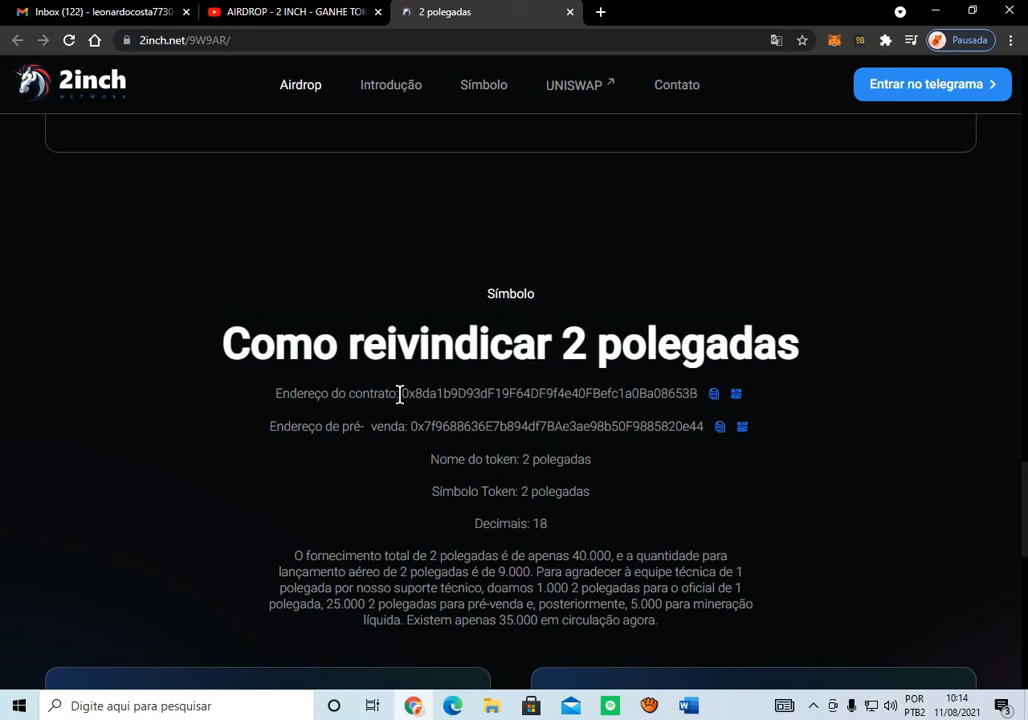 Inbox (122) - leonardocosta7730
AIRDROP - 2 INCH - GANHE TOK
2 polegadas
2inch.net/9W9AR/
98
Pausada
2inch
NETWORK
Airdrop
Introdução
Símbolo
UNISWAP
Contato
Entrar no telegrama
Símbolo
Como reivindicar 2 polegadas
Endereço do contrato: 0x8da1b9D93dF19F64DF9f4e40FBefc1a0Ba08653B
Endereço de pré- venda: 0x7f9688636E7b894df7BAe3ae98b50F9885820e44
Nome do token: 2 polegadas
Símbolo Token: 2 polegadas
Decimais: 18
O fornecimento total de 2 polegadas é de apenas 40.000, e a quantidade para
lançamento aéreo de 2 polegadas é de 9.000. Para agradecer à equipe técnica de 1
polegada por nosso suporte técnico, doamos 1.000 2 polegadas para o oficial de 1
polegada, 25.000 2 polegadas para pré-venda e, posteriormente, 5.000 para mineração
líquida. Existem apenas 35.000 em circulação agora.
Digite aqui para pesquisar
POR
PTB2
10:14
11/08/2021
3